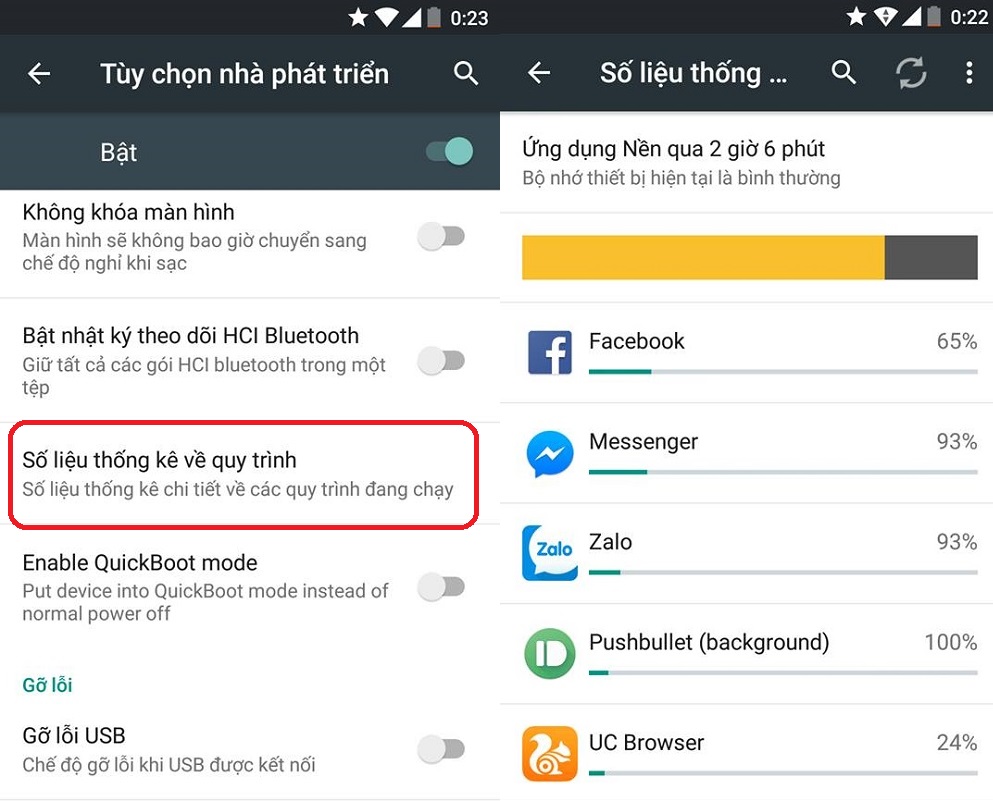 0:23
Tùy chọn nhà phát triển
Bật
Không khóa màn hình
Màn hình sẽ không bao giờ chuyển sang
chế độ nghỉ khi sạc
Bật nhật ký theo dõi HCI Bluetooth
Giữ tất cả các gói HCI bluetooth trong một
tệp
Số liệu thống kê về quy trình
Số liệu thống kê chi tiết về các quy trình đang chạy
Enable QuickBoot mode
Put device into QuickBoot mode instead of
normal power off
Gỡ lỗi
Gỡ lỗi USB
Chế độ gỡ lỗi khi USB được kết nối
0:22
Số liệu thống ...
Ứng dụng Nền qua 2 giờ 6 phút
Bộ nhớ thiết bị hiện tại là bình thường
Facebook 65%
Messenger 93%
Zalo
Zalo 93%
Pushbullet (background) 100%
UC Browser 24%